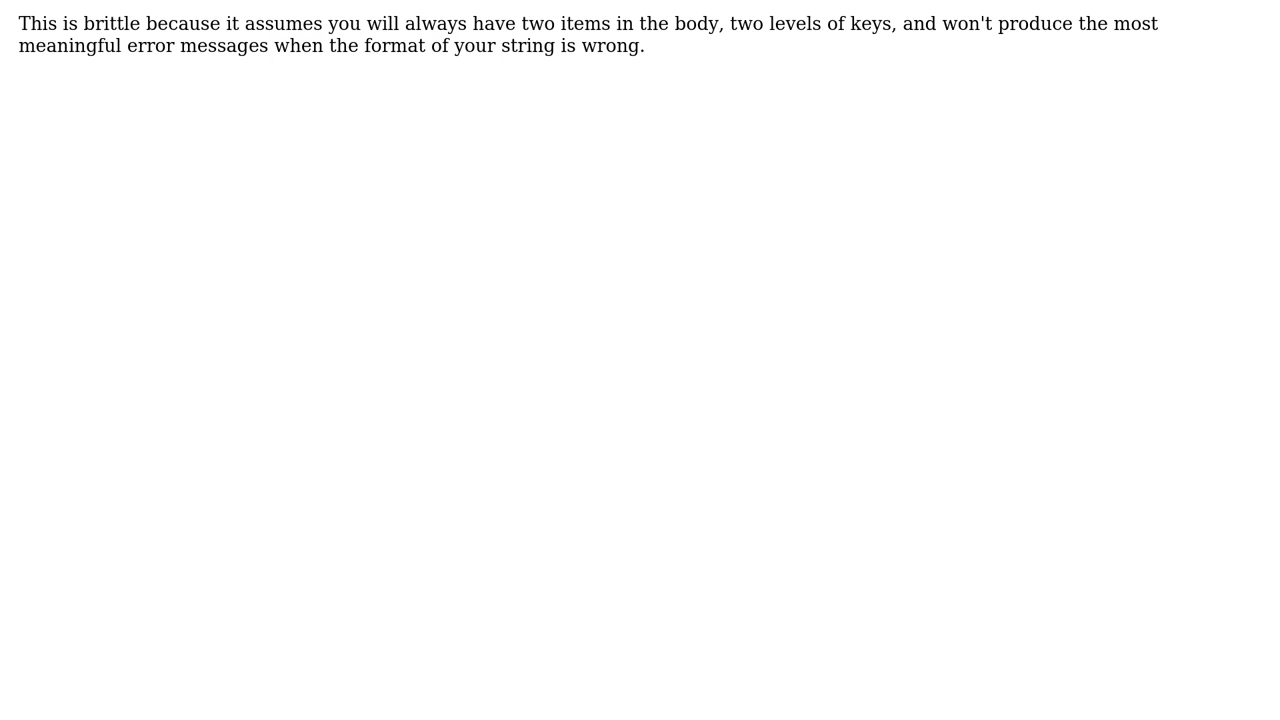 This is brittle because it assumes you will always have two items in the body, two levels of keys, and won't produce the most
meaningful error messages when the format of your string is wrong.